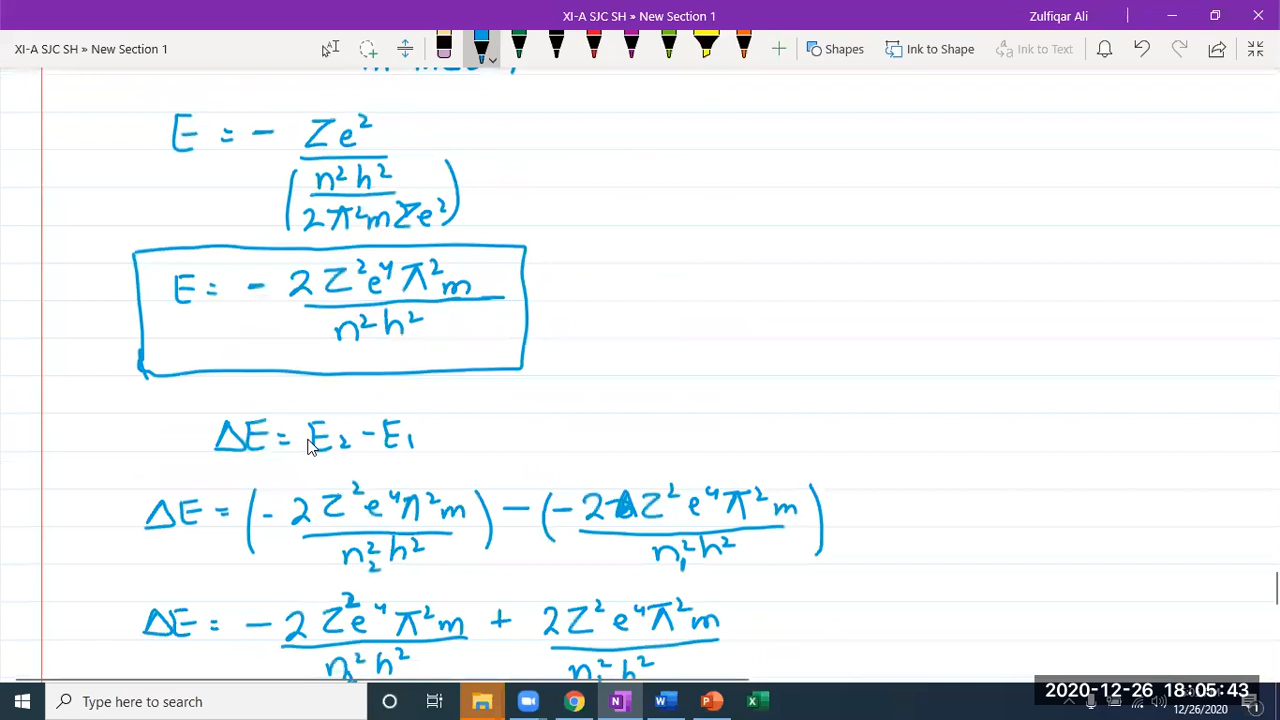 XI-A SJC SH » New Section 1
Zulfiqar Ali
XI-A SJC SH » New Section 1
Shapes
Ink to Shape
Ink to Text
E = - Ze²
(n²h²
2π²mZe²)
E = - 2Z²e⁴π²m
n²h²
ΔE = E₂ - E₁
ΔE = (- 2Z²e⁴π²m) - (- 2Z²e⁴π²m)
n₂²h² n₁²h²
ΔE = - 2Z²e⁴π²m + 2Z²e⁴π²m
n₂²h² n₁²h²
Type here to search
2020-12-26 18:05:43
12/26/2020